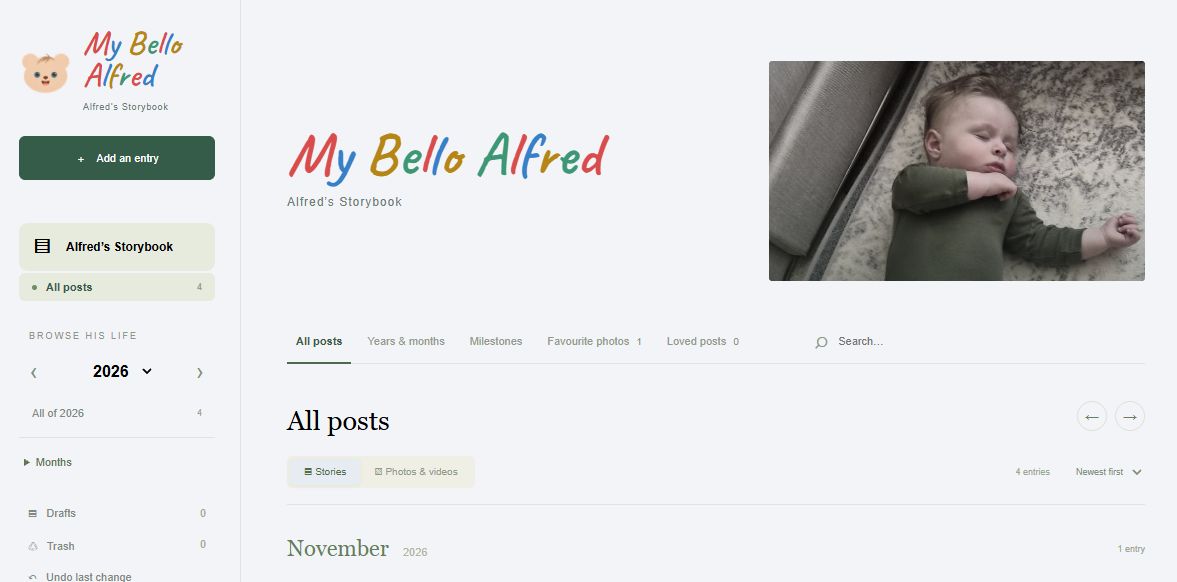 My Bello
Alfred
Alfred's Storybook
+ Add an entry
Alfred's Storybook
All posts 4
BROWSE HIS LIFE
2026
All of 2026 4
Months
Drafts 0
Trash 0
Undo last change
My Bello Alfred
Alfred's Storybook
All posts Years & months Milestones Favourite photos 1 Loved posts 0 Search...
All posts
Stories Photos & videos 4 entries Newest first
November 2026 1 entry